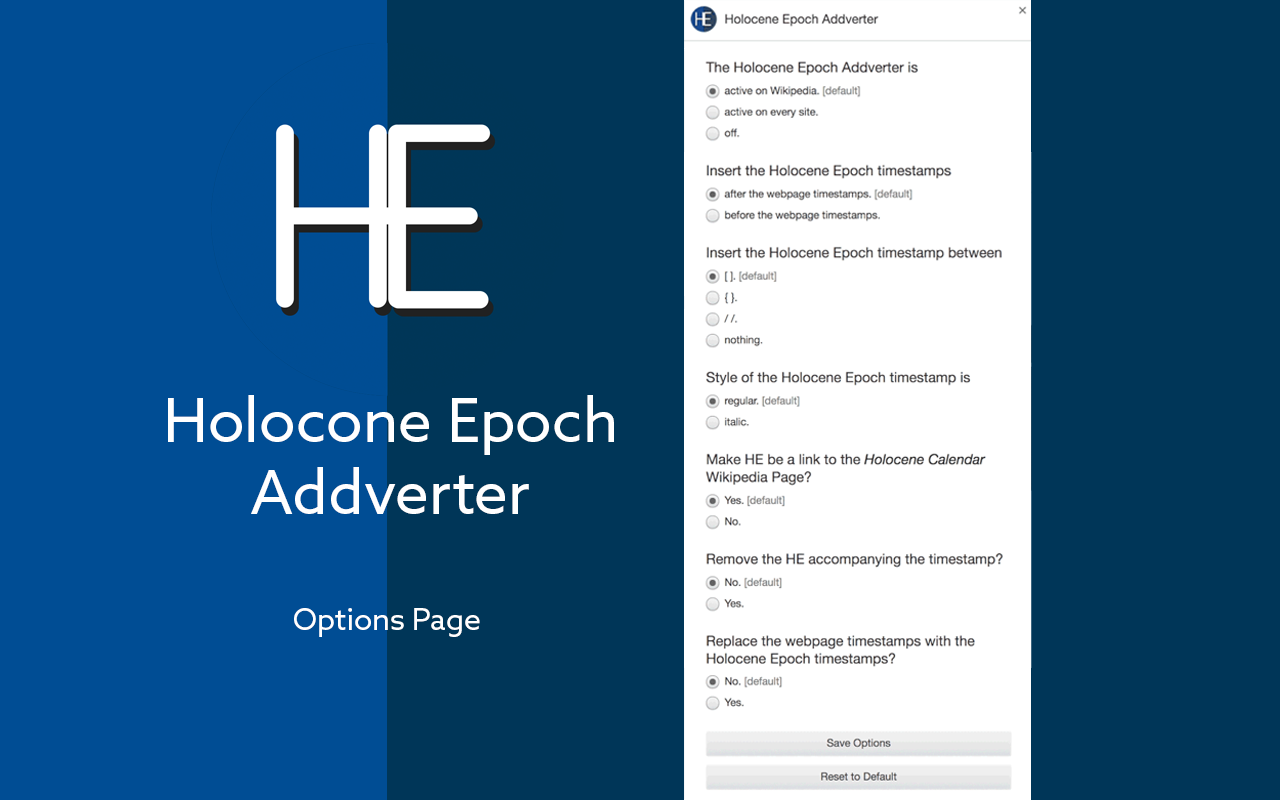 HE
Holocone Epoch
Addverter
Options Page
HE Holocene Epoch Addverter ×
The Holocene Epoch Addverter is
active on Wikipedia. [default]
active on every site.
off.
Insert the Holocene Epoch timestamps
after the webpage timestamps. [default]
before the webpage timestamps.
Insert the Holocene Epoch timestamp between
[ ]. [default]
{ }.
/ /.
nothing.
Style of the Holocene Epoch timestamp is
regular. [default]
italic.
Make HE be a link to the Holocene Calendar
Wikipedia Page?
Yes. [default]
No.
Remove the HE accompanying the timestamp?
No. [default]
Yes.
Replace the webpage timestamps with the
Holocene Epoch timestamps?
No. [default]
Yes.
Save Options
Reset to Default